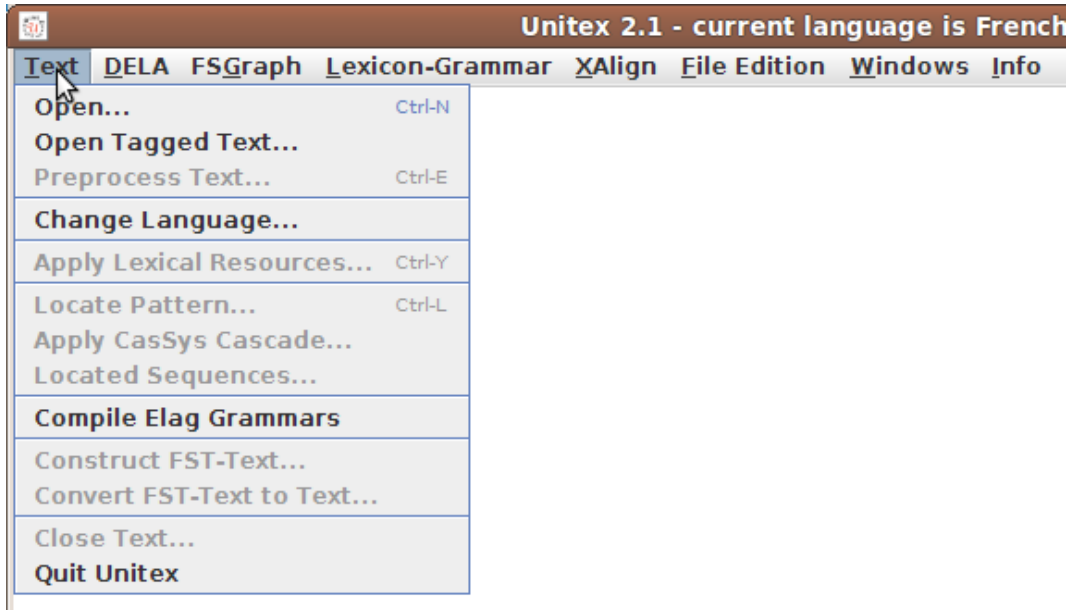 Unitex 2.1 - current language is French
Text DELA FSGraph Lexicon-Grammar XAlign File Edition Windows Info
Open... Ctrl-N
Open Tagged Text...
Preprocess Text... Ctrl-E
Change Language...
Apply Lexical Resources... Ctrl-Y
Locate Pattern... Ctrl-L
Apply CasSys Cascade...
Located Sequences...
Compile Elag Grammars
Construct FST-Text...
Convert FST-Text to Text...
Close Text...
Quit Unitex